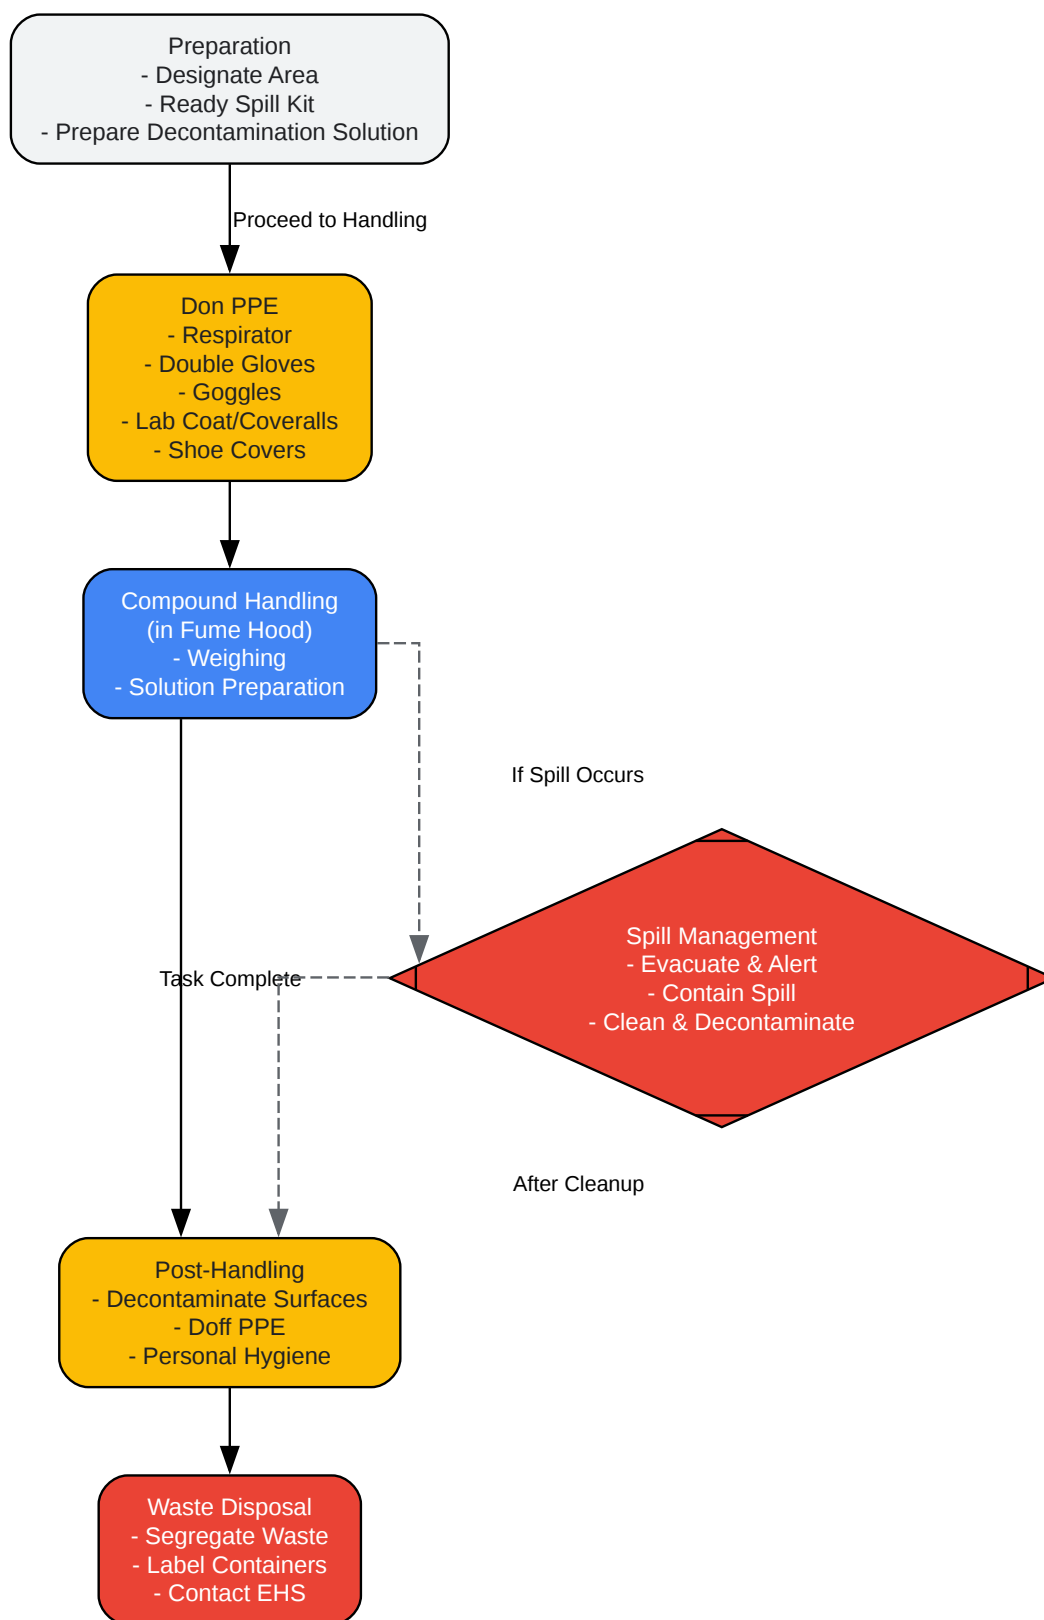 Preparation
- Designate Area
- Ready Spill Kit
- Prepare Decontamination Solution
Proceed to Handling
Don PPE
- Respirator
- Double Gloves
- Goggles
- Lab Coat/Coveralls
- Shoe Covers
Compound Handling
(in Fume Hood)
- Weighing
- Solution Preparation
If Spill Occurs
Spill Management
- Evacuate & Alert
- Contain Spill
- Clean & Decontaminate
Task Complete
After Cleanup
Post-Handling
- Decontaminate Surfaces
- Doff PPE
- Personal Hygiene
Waste Disposal
- Segregate Waste
- Label Containers
- Contact EHS